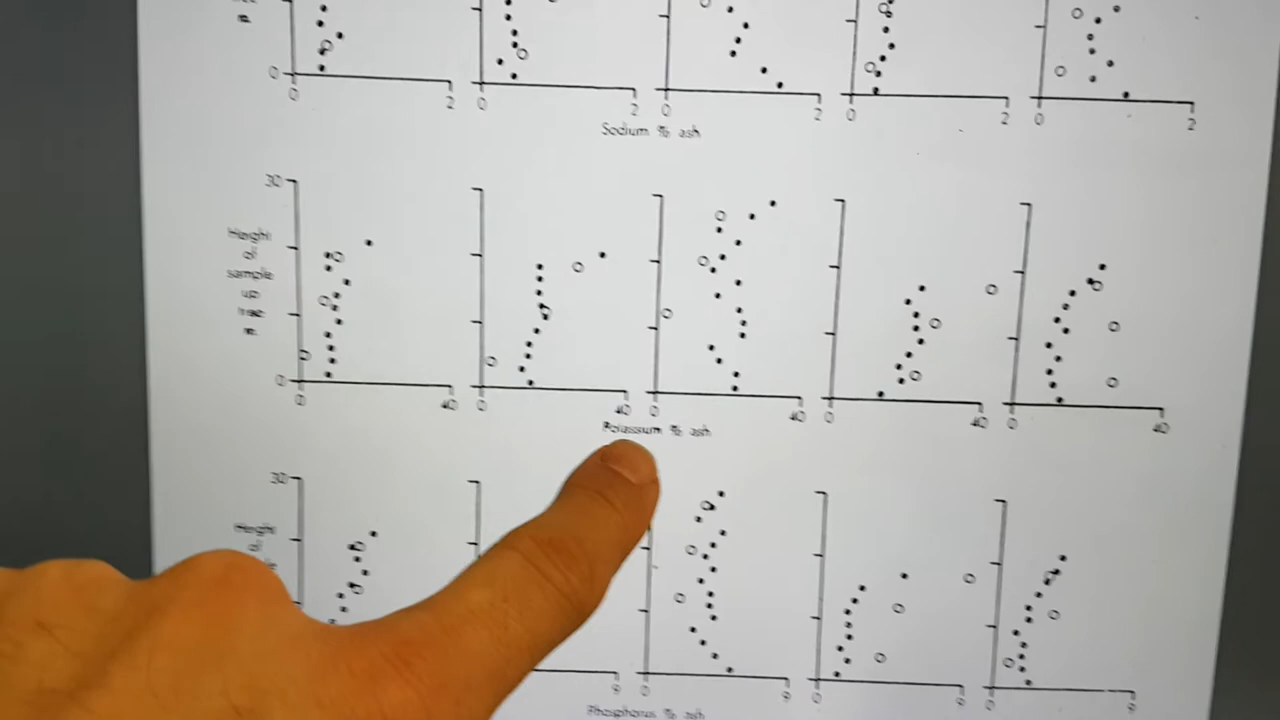 0
0 2 0 2 0 2 0 2 0 2
Sodium % ash
30
Height
of
sample
up
tree
m
0
0 40 0 40 0 40 0 40 0 40
Potassium % ash
30
Height
of
9 0 9 0 9 0 9
Phosphorus % ash